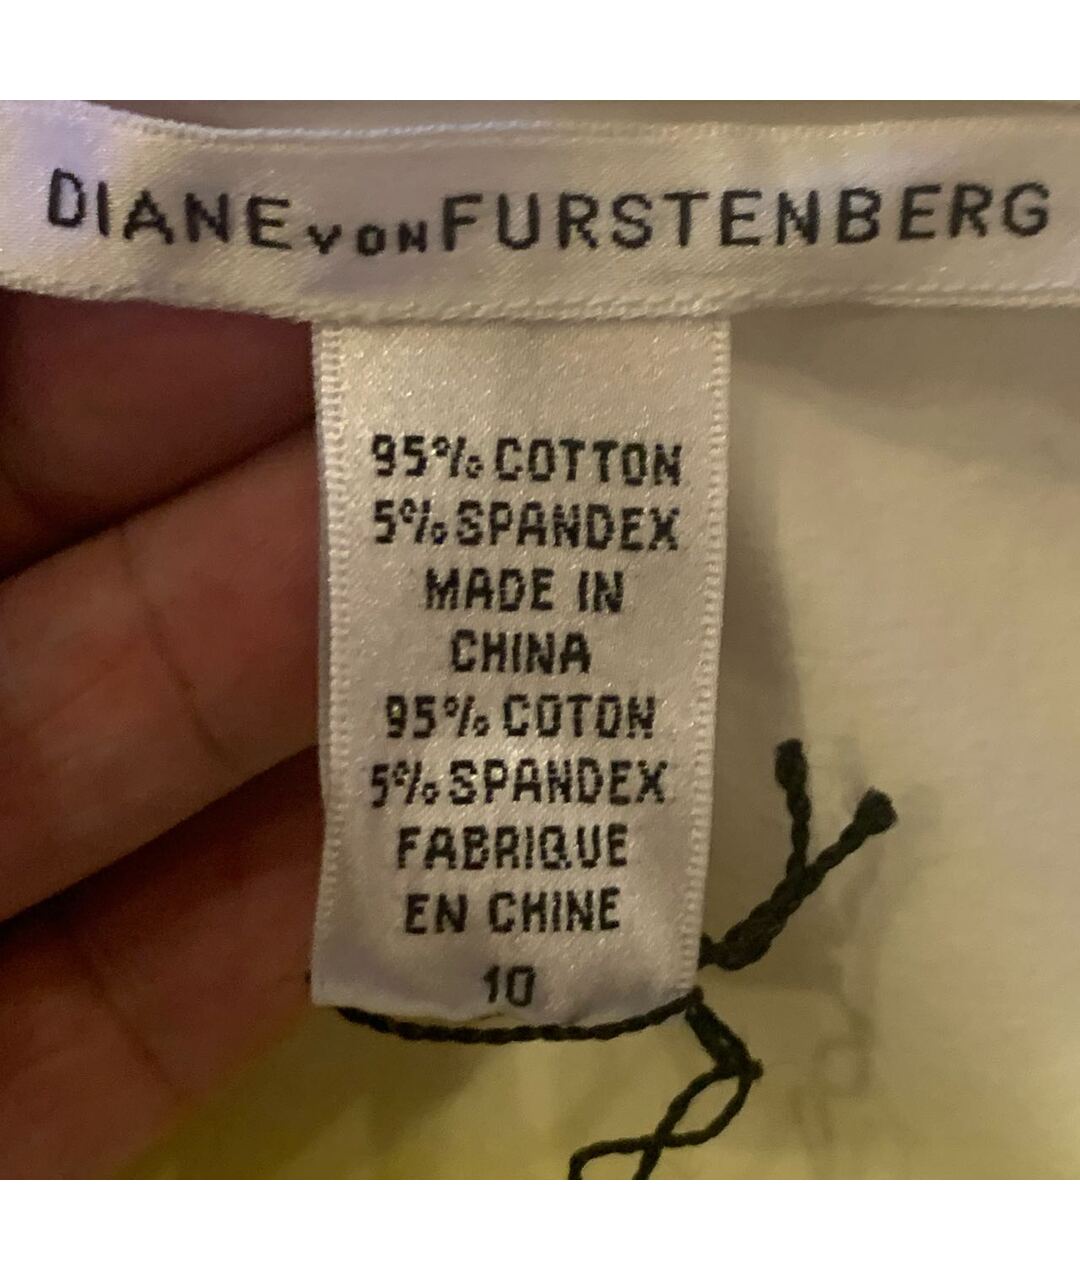 DIANE von FURSTENBERG
95% COTTON
5% SPANDEX
MADE IN
CHINA
95% COTON
5% SPANDEX
FABRIQUE
EN CHINE
10